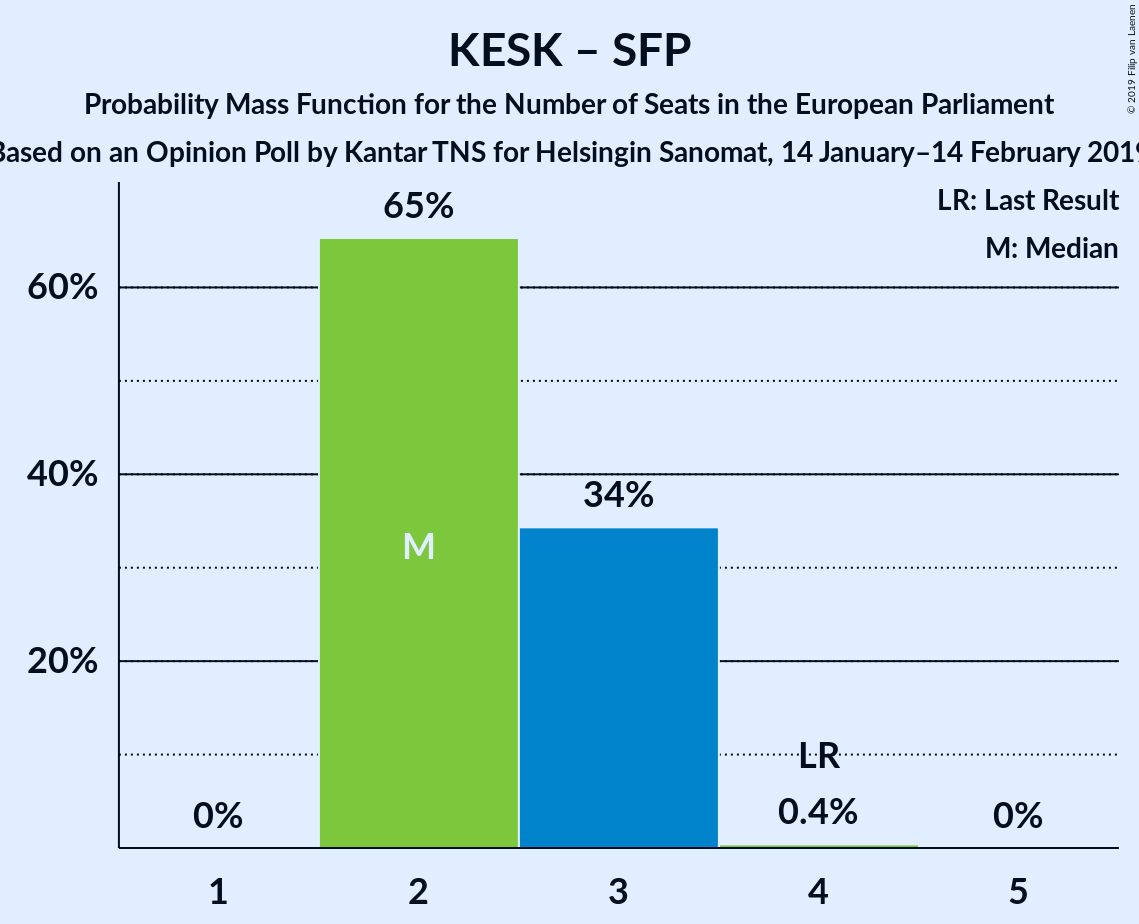 KESK – SFP
Probability Mass Function for the Number of Seats in the European Parliament
Based on an Opinion Poll by Kantar TNS for Helsingin Sanomat, 14 January–14 February 2019
© 2019 Filip van Laenen
LR: Last Result
M: Median
65%
60%
40%
34%
M
20%
LR
0%
0.4%
0%
1
2
3
4
5